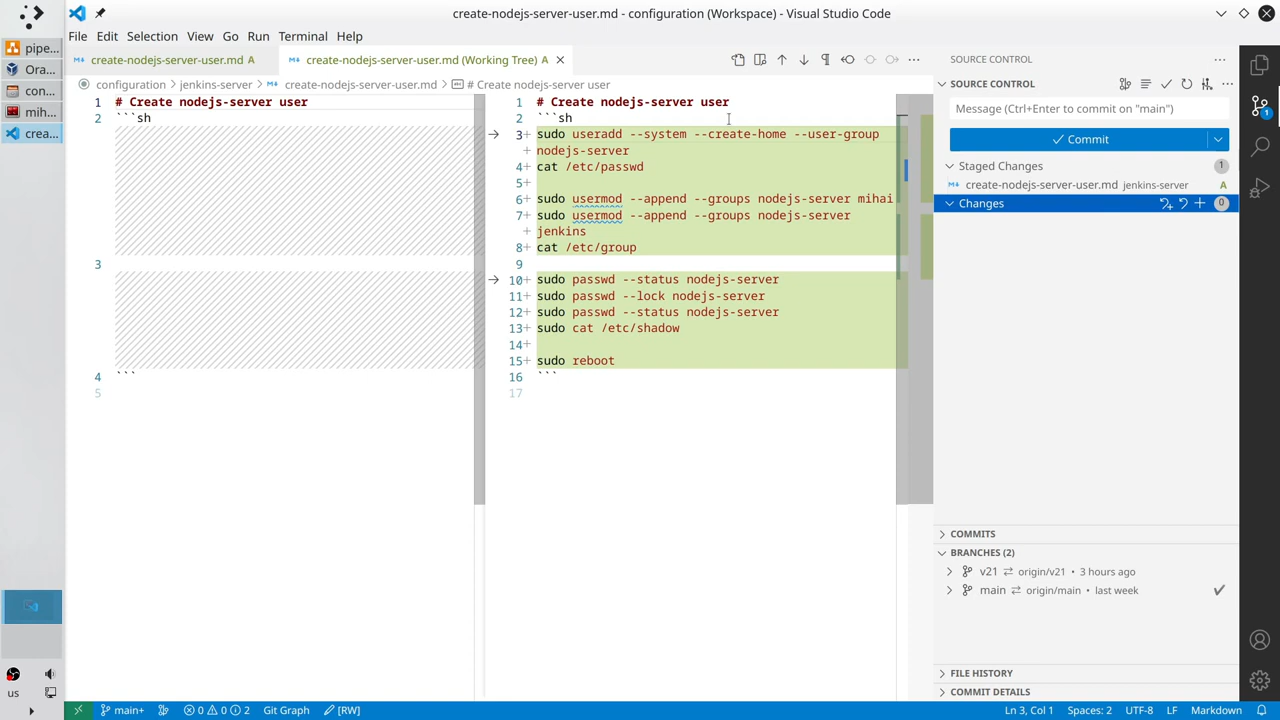 create-nodejs-server-user.md - configuration (Workspace) - Visual Studio Code
File Edit Selection View Go Run Terminal Help
pipe...
Ora...
con...
mih...
crea...
us
create-nodejs-server-user.md A
create-nodejs-server-user.md (Working Tree) A
configuration > jenkins-server > create-nodejs-server-user.md > # Create nodejs-server user
1 # Create nodejs-server user
2 ```sh
3
4 ```
5
1 # Create nodejs-server user
2 ```sh
3+ sudo useradd --system --create-home --user-group
+ nodejs-server
4+ cat /etc/passwd
5+
6+ sudo usermod --append --groups nodejs-server mihai
7+ sudo usermod --append --groups nodejs-server
+ jenkins
8+ cat /etc/group
9
10+ sudo passwd --status nodejs-server
11+ sudo passwd --lock nodejs-server
12+ sudo passwd --status nodejs-server
13+ sudo cat /etc/shadow
14+
15+ sudo reboot
16 ```
17
SOURCE CONTROL
SOURCE CONTROL
Message (Ctrl+Enter to commit on "main")
Commit
Staged Changes 1
create-nodejs-server-user.md jenkins-server A
Changes 0
COMMITS
BRANCHES (2)
v21 ⇄ origin/v21 • 3 hours ago
main ⇄ origin/main • last week
FILE HISTORY
COMMIT DETAILS
1
main+ 0 0 2 Git Graph [RW] Ln 3, Col 1 Spaces: 2 UTF-8 LF Markdown